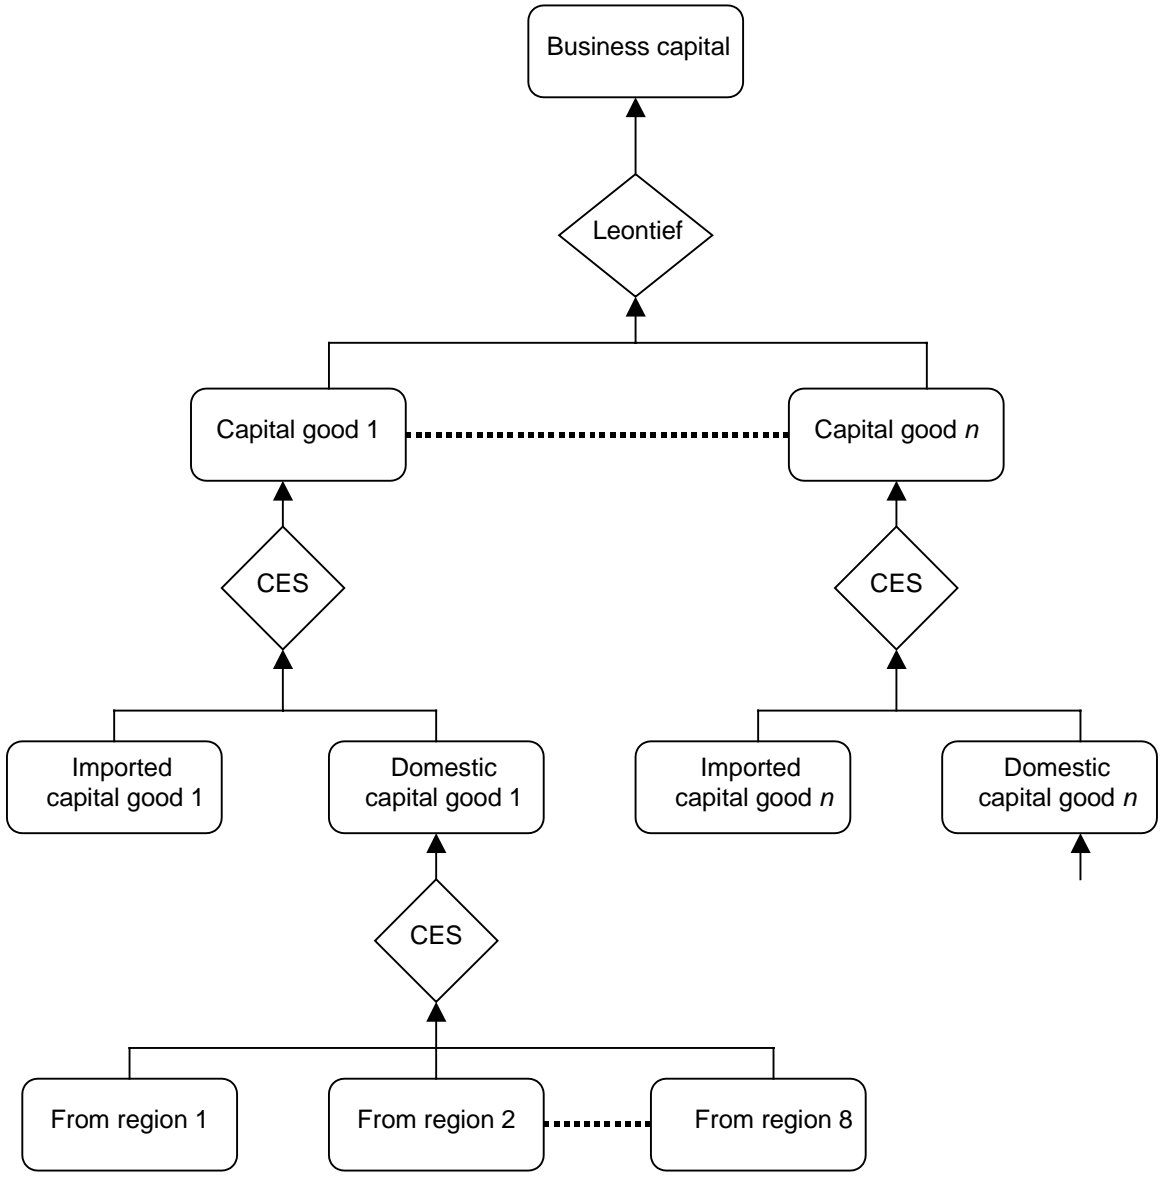 Business capital
Leontief
Capital good 1
Capital good n
CES
CES
Imported
capital good 1
Domestic
capital good 1
Imported
capital good n
Domestic
capital good n
CES
From region 1
From region 2
From region 8